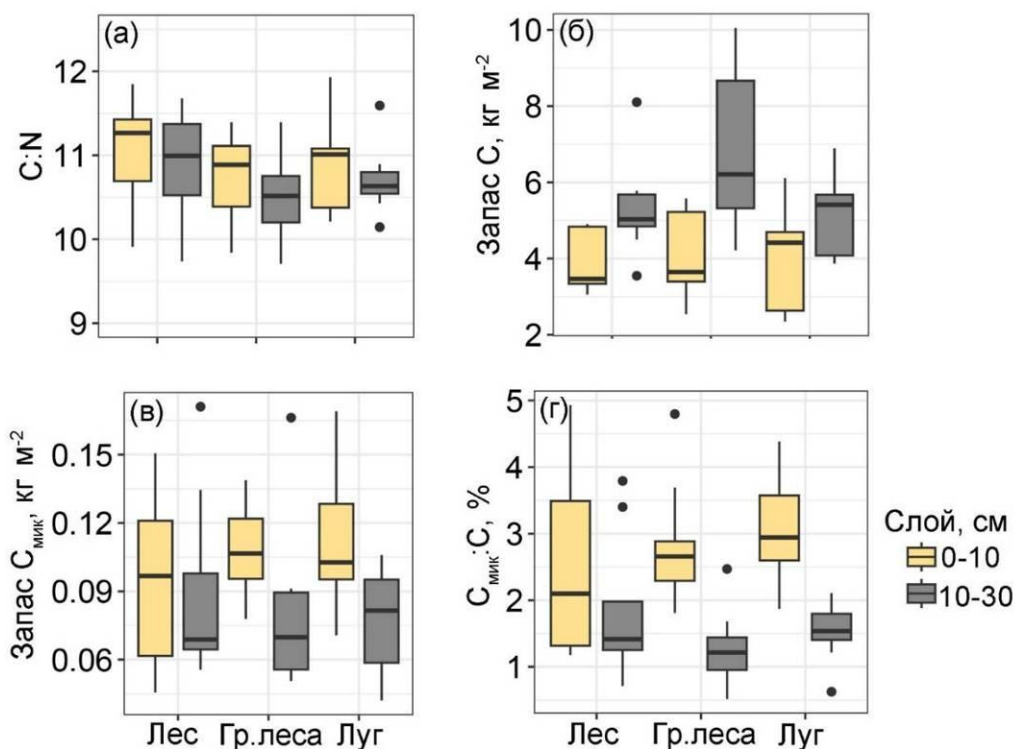 (а)
C:N
12
11
10
9
(б)
Запас С, кг м⁻²
10
8
6
4
2
(в)
Запас Смик, кг м⁻²
0.15
0.12
0.09
0.06
Лес Гр.леса Луг
(г)
Смик:С, %
5
4
3
2
1
Лес Гр.леса Луг
Слой, см
0-10
10-30